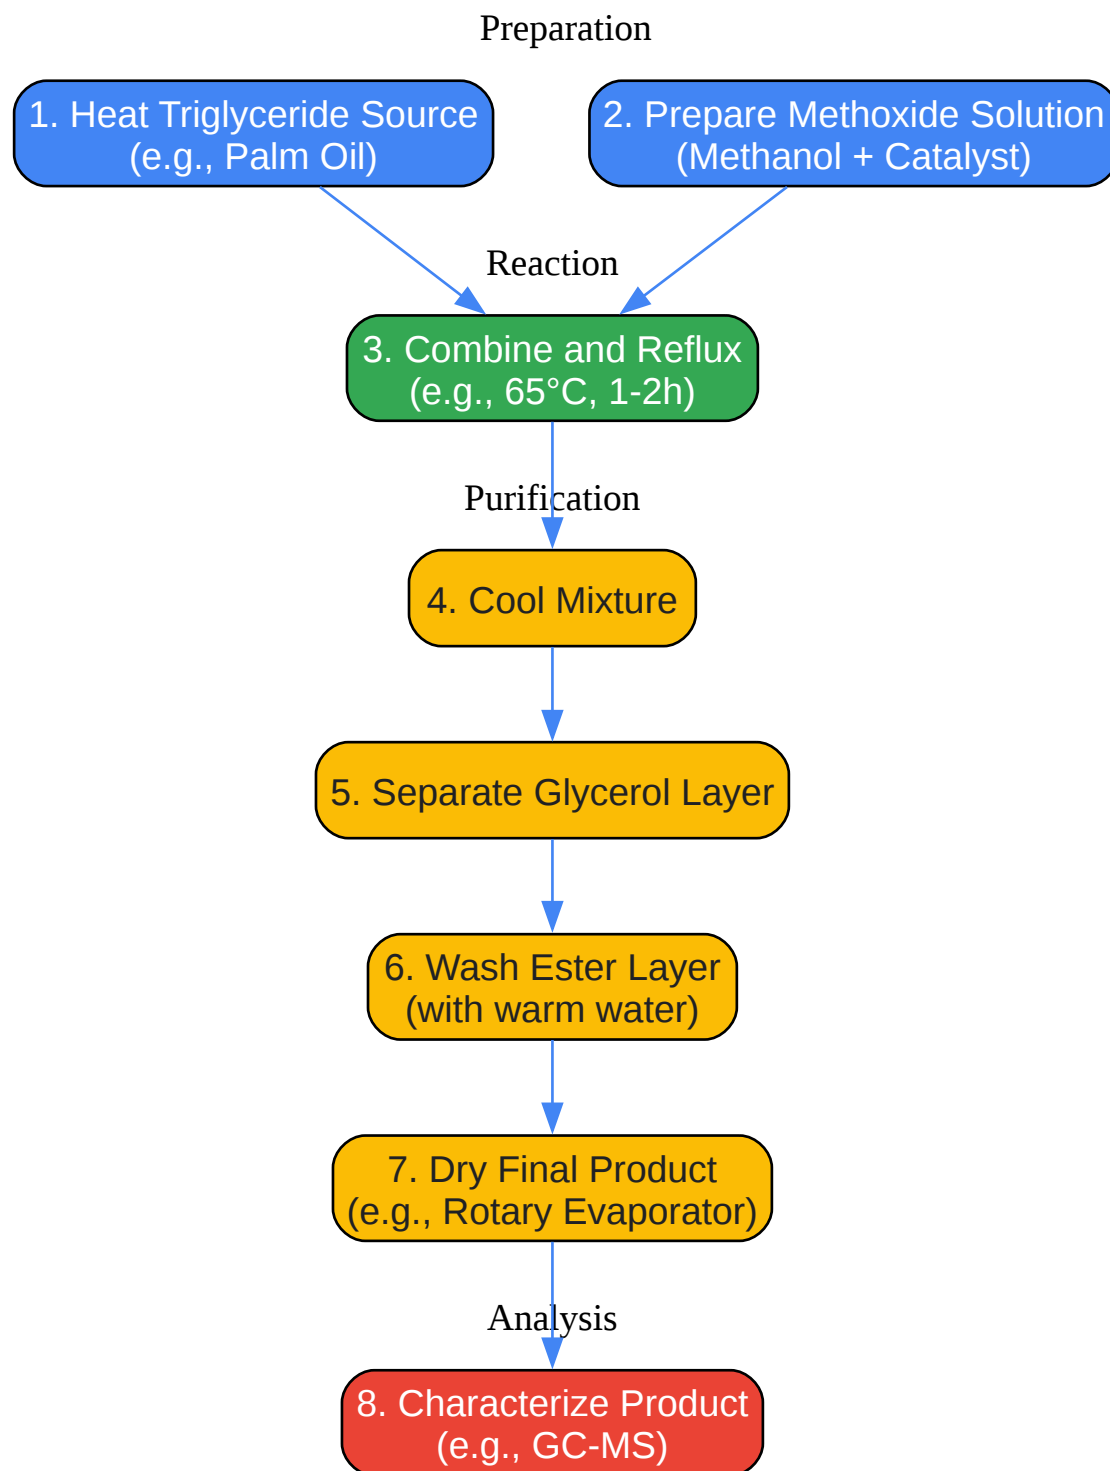 Preparation
1. Heat Triglyceride Source
(e.g., Palm Oil)
2. Prepare Methoxide Solution
(Methanol + Catalyst)
Reaction
3. Combine and Reflux
(e.g., 65°C, 1-2h)
Purification
4. Cool Mixture
5. Separate Glycerol Layer
6. Wash Ester Layer
(with warm water)
7. Dry Final Product
(e.g., Rotary Evaporator)
Analysis
8. Characterize Product
(e.g., GC-MS)